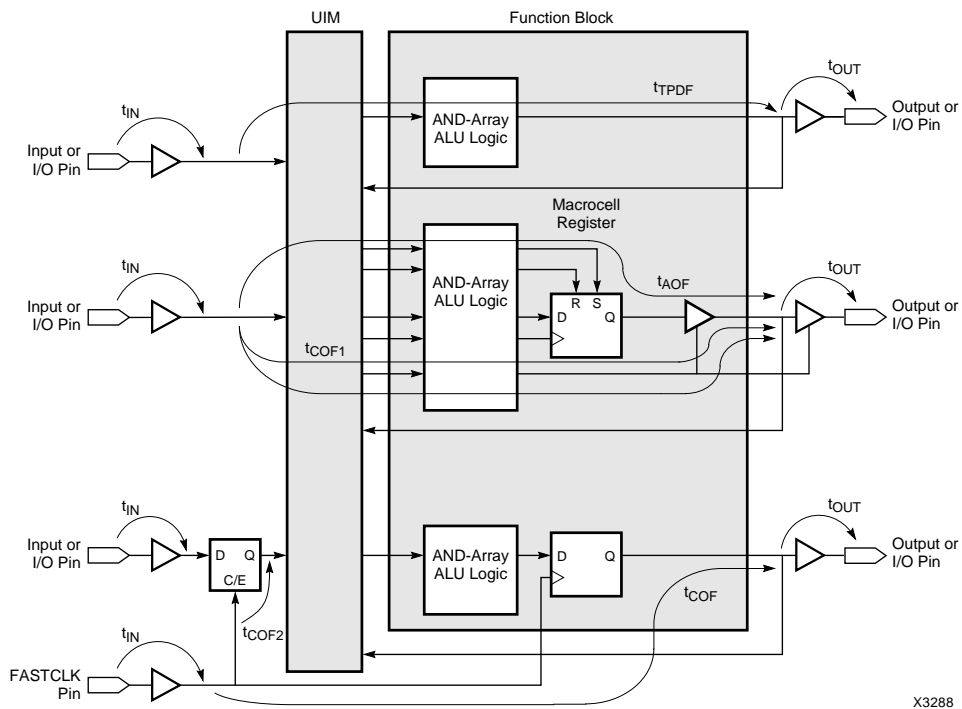 UIM
Function Block
tIN
Input or
I/O Pin
AND-Array
ALU Logic
tTPDF
tOUT
Output or
I/O Pin
Macrocell
Register
tIN
Input or
I/O Pin
tCOF1
AND-Array
ALU Logic
R S
D Q
tAOF
tOUT
Output or
I/O Pin
tIN
Input or
I/O Pin
D Q
C/E
tCOF2
AND-Array
ALU Logic
D Q
tCOF
tOUT
Output or
I/O Pin
tIN
FASTCLK
Pin
X3288